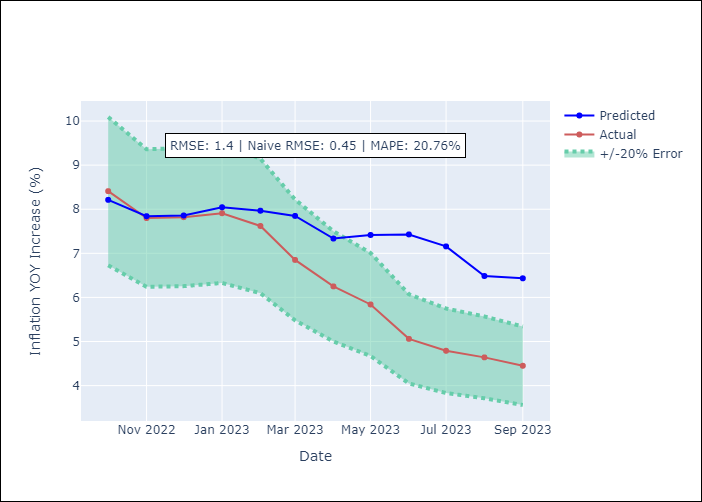 RMSE: 1.4 | Naive RMSE: 0.45 | MAPE: 20.76%
Predicted
Actual
+/-20% Error
Inflation YOY Increase (%)
10
9
8
7
6
5
4
Nov 2022
Jan 2023
Mar 2023
May 2023
Jul 2023
Sep 2023
Date